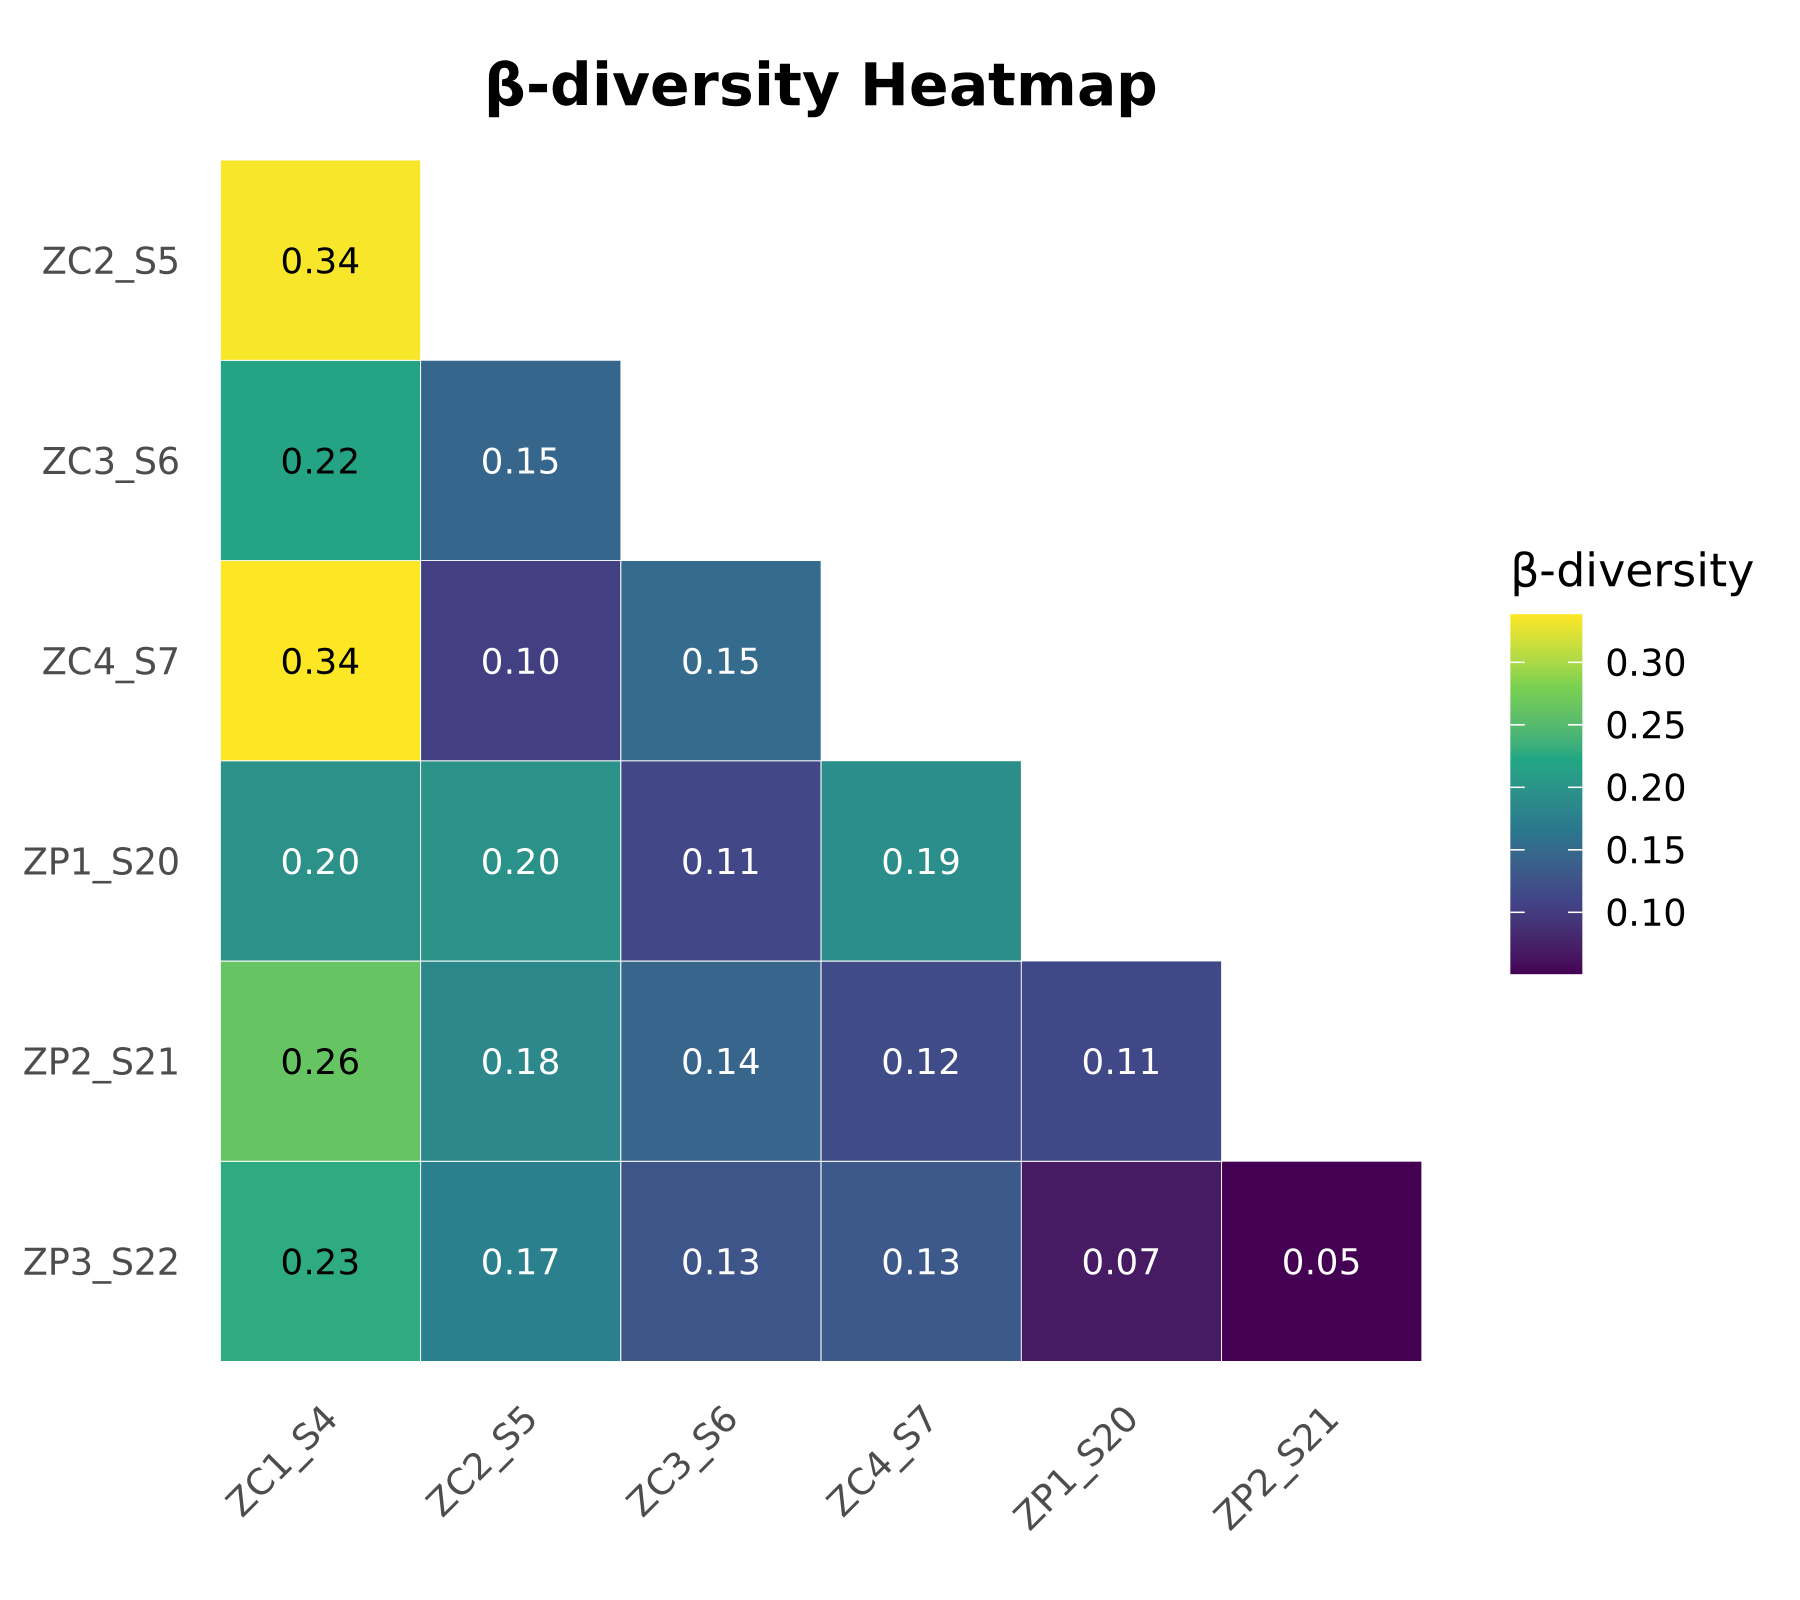 β-diversity Heatmap
ZC2_S5 0.34
ZC3_S6 0.22 0.15
ZC4_S7 0.34 0.10 0.15
ZP1_S20 0.20 0.20 0.11 0.19
ZP2_S21 0.26 0.18 0.14 0.12 0.11
ZP3_S22 0.23 0.17 0.13 0.13 0.07 0.05
ZC1_S4 ZC2_S5 ZC3_S6 ZC4_S7 ZP1_S20 ZP2_S21
β-diversity
0.30
0.25
0.20
0.15
0.10